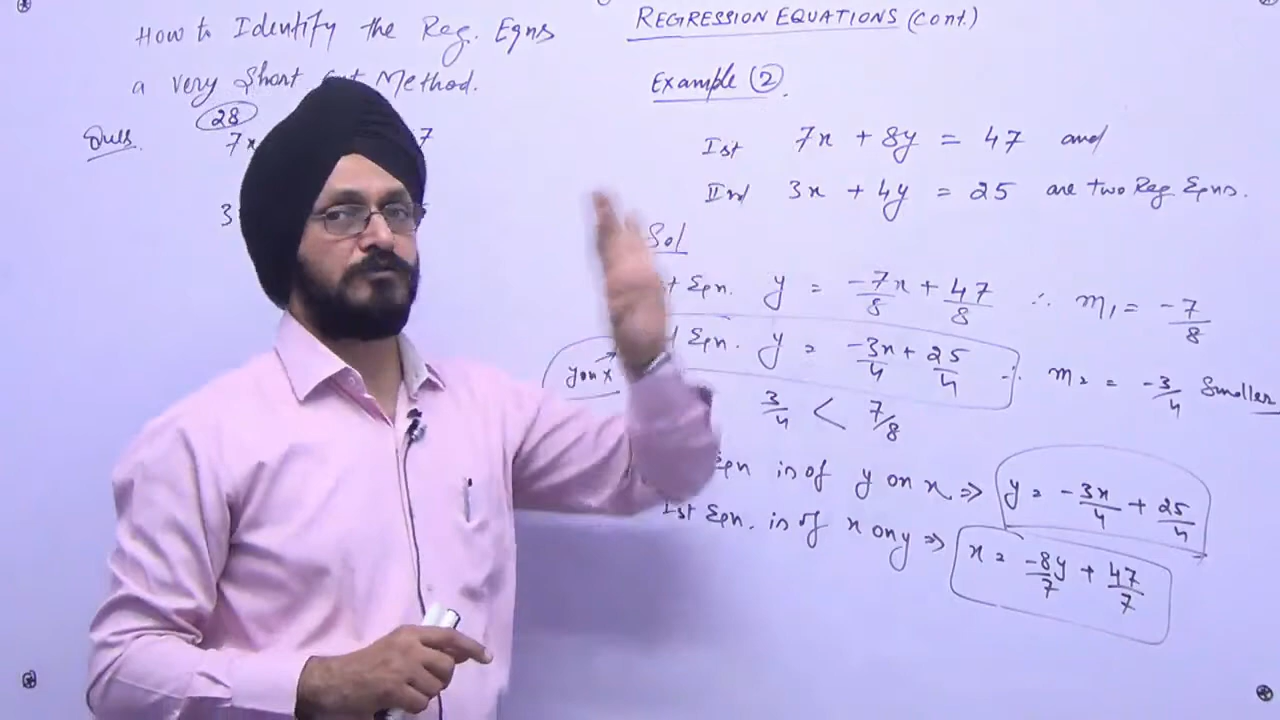 How to Identify the Reg. Eqns
a very Short Cut Method.
28
Ques.
7x
7
3
REGRESSION EQUATIONS (Cont.)
Example 2.
Ist 7x + 8y = 47 and
IInd 3x + 4y = 25 are two Reg Eqns.
Sol
Eqn. y = -7x/8 + 47/8 ∴ m1 = -7/8
y on x → Eqn. y = -3x/4 + 25/4 ∴ m2 = -3/4 Smaller
3/4 < 7/8
Eqn is of y on x ⇒ y = -3x/4 + 25/4
Ist Eqn. is of x on y ⇒ x = -8y/7 + 47/7